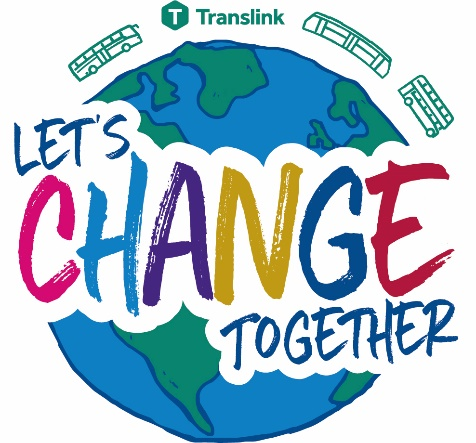 Translink
LET'S
CHANGE
TOGETHER